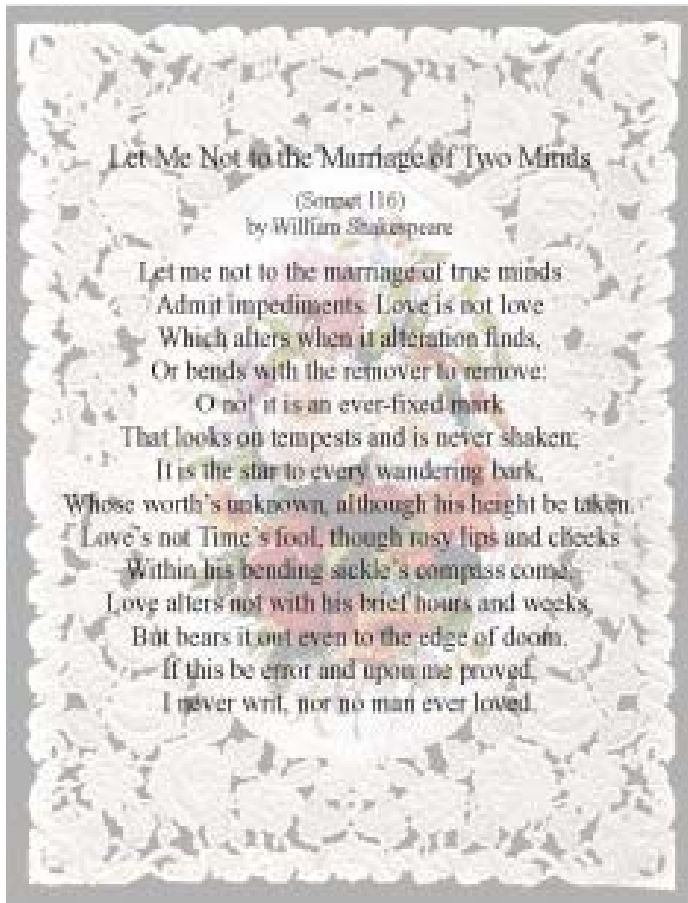 Let Me Not to the Marriage of Two Minds
(Sonnet 116)
by William Shakespeare
Let me not to the marriage of true minds
Admit impediments. Love is not love
Which alters when it alteration finds,
Or bends with the remover to remove:
O no! it is an ever-fixed mark
That looks on tempests and is never shaken;
It is the star to every wandering bark,
Whose worth's unknown, although his height be taken.
Love's not Time's fool, though rosy lips and cheeks
Within his bending sickle's compass come,
Love alters not with his brief hours and weeks,
But bears it out even to the edge of doom.
If this be error and upon me proved,
I never writ, nor no man ever loved.